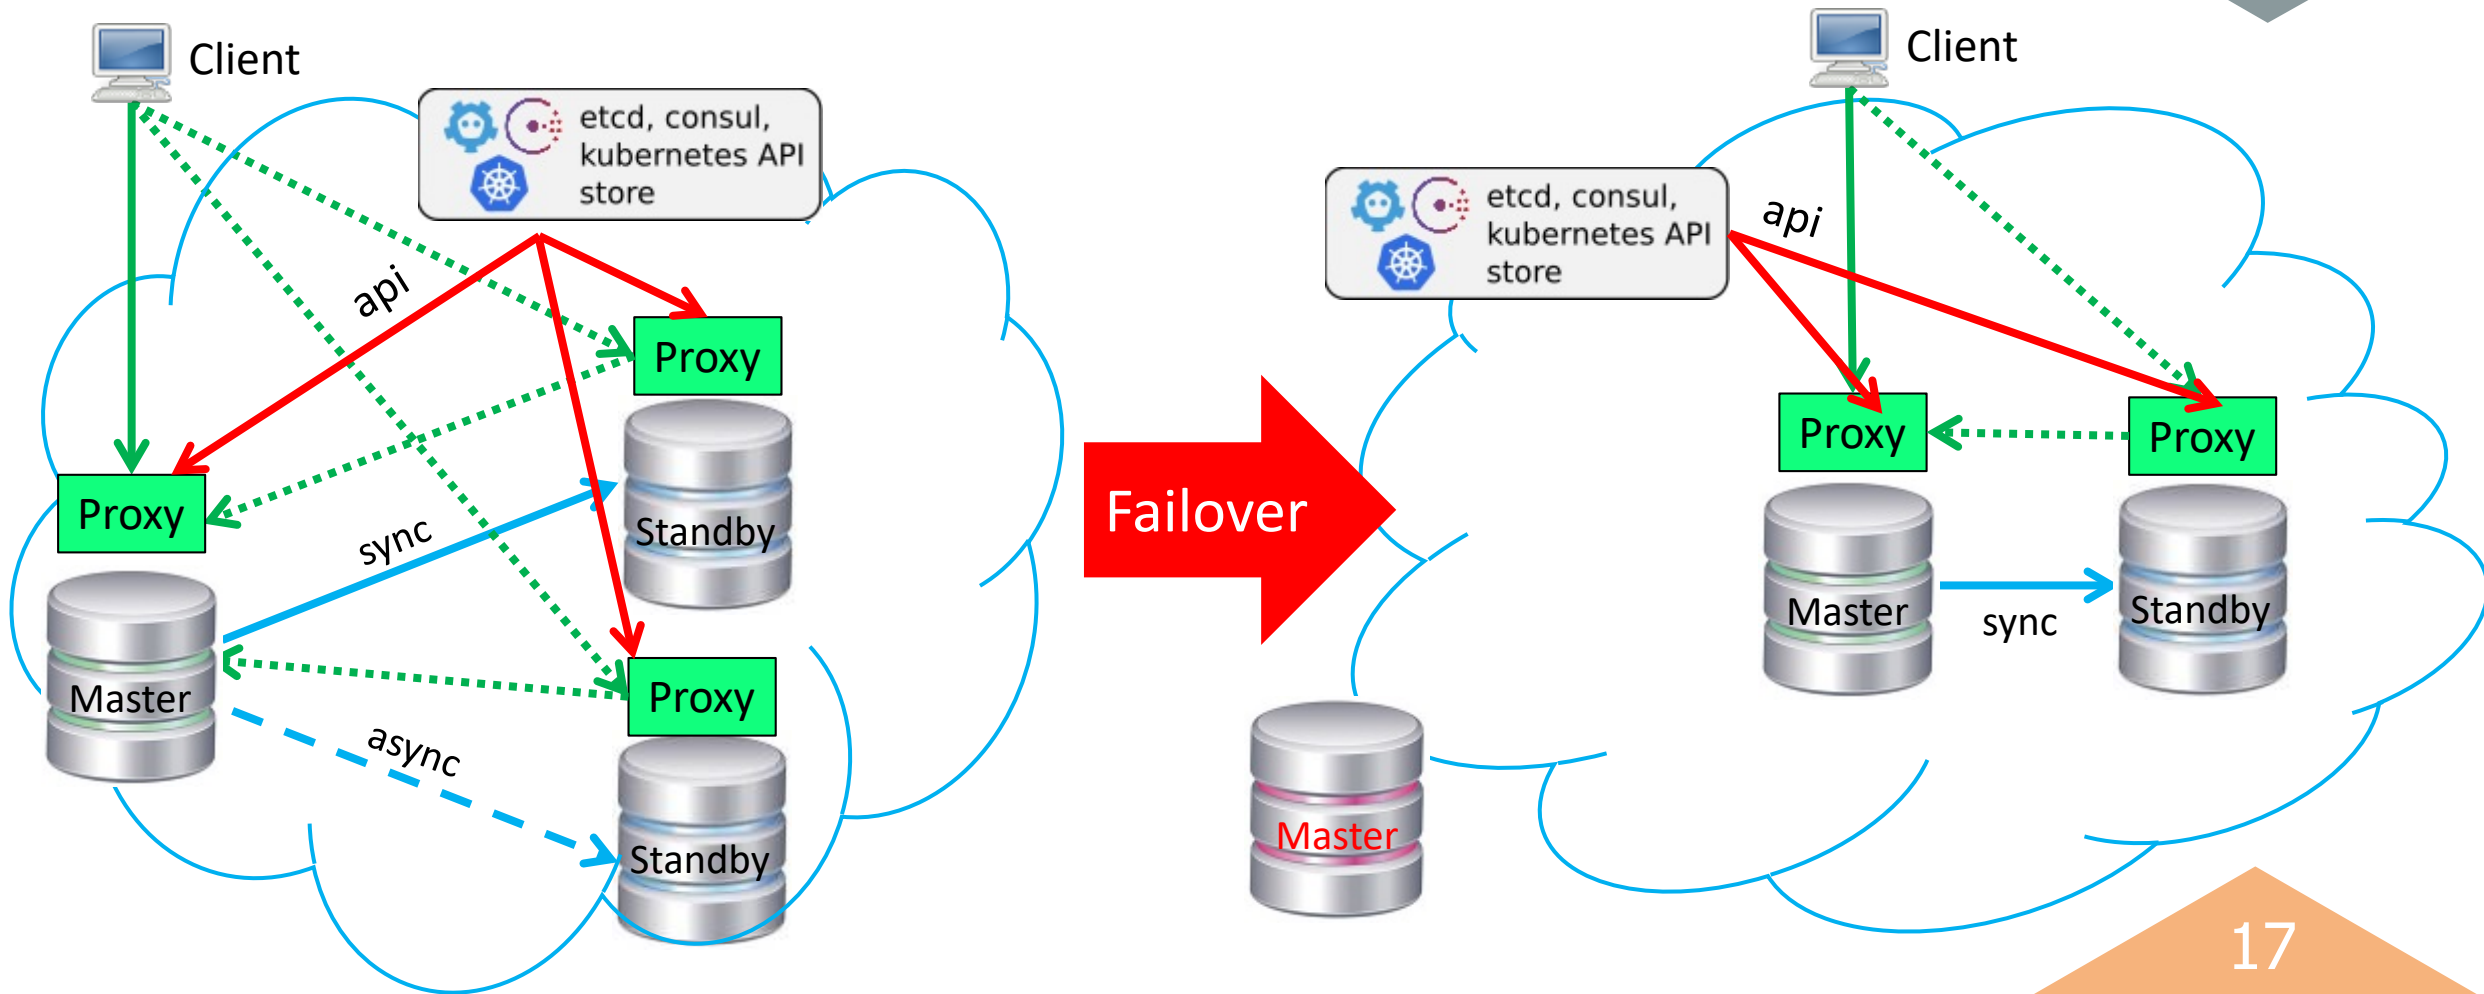 Client
etcd, consul,
kubernetes API
store
api
Proxy
Proxy
sync
Standby
Master
Proxy
async
Standby
Failover
Client
etcd, consul,
kubernetes API
store
api
Proxy
Proxy
Master
sync
Standby
Master
17